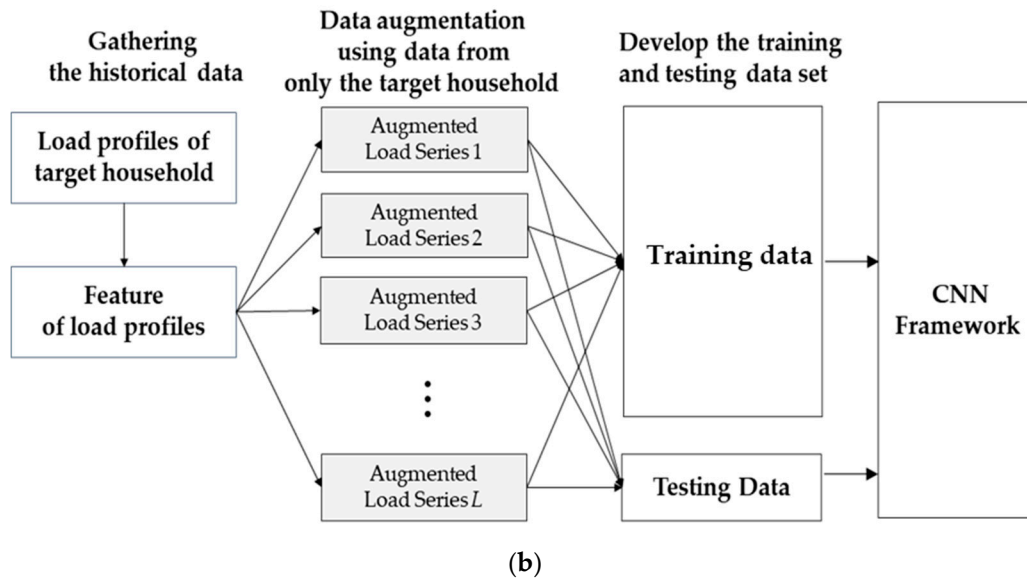 Gathering
the historical data
Load profiles of
target household
Feature
of load profiles
Data augmentation
using data from
only the target household
Augmented
Load Series 1
Augmented
Load Series 2
Augmented
Load Series 3
Augmented
Load Series L
Develop the training
and testing data set
Training data
Testing Data
CNN
Framework
(b)